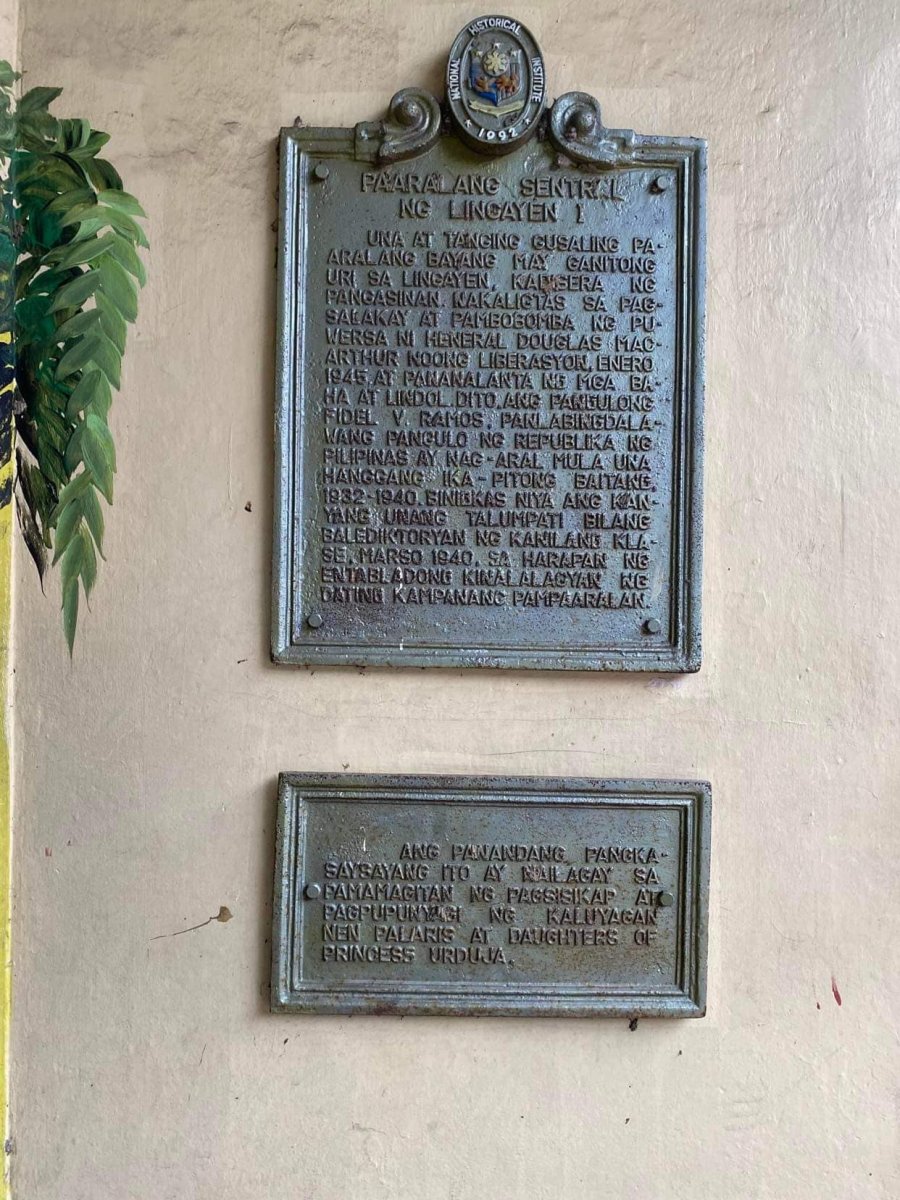 NATIONAL HISTORICAL INSTITUTE
1992
PAARALANG SENTRAL
NG LINGAYEN I
UNA AT TANGING GUSALING PA-
ARALANG BAYANG MAY GANITONG
URI SA LINGAYEN, KABISERA NG
PANGASINAN. NAKALIGTAS SA PAG-
SALAKAY AT PAMBOBOMBA NG PU-
WERSA NI HENERAL DOUGLAS MAC-
ARTHUR NOONG LIBERASYON, ENERO
1945, AT PANANALANTA NG MGA BA-
HA AT LINDOL. DITO, ANG PANGULONG
FIDEL V. RAMOS, PANLABINGDALA-
WANG PANGULO NG REPUBLIKA NG
PILIPINAS AY NAG-ARAL MULA UNA
HANGGANG IKA-PITONG BAITANG,
1932-1940. BINIGKAS NIYA ANG KAN-
YANG UNANG TALUMPATI BILANG
BALEDIKTORYAN NG KANILANG KLA-
SE, MARSO 1940, SA HARAPAN NG
ENTABLADONG KINALALAGYAN NG
DATING KAMPANANG PAMPAARALAN.
ANG PANANDANG PANGKA-
SAYSAYANG ITO AY NAILAGAY SA
PAMAMAGITAN NG PAGSISIKAP AT
PAGPUPUNYAGI NG KALUYAGAN
NEN PALARIS AT DAUGHTERS OF
PRINCESS URDUJA.